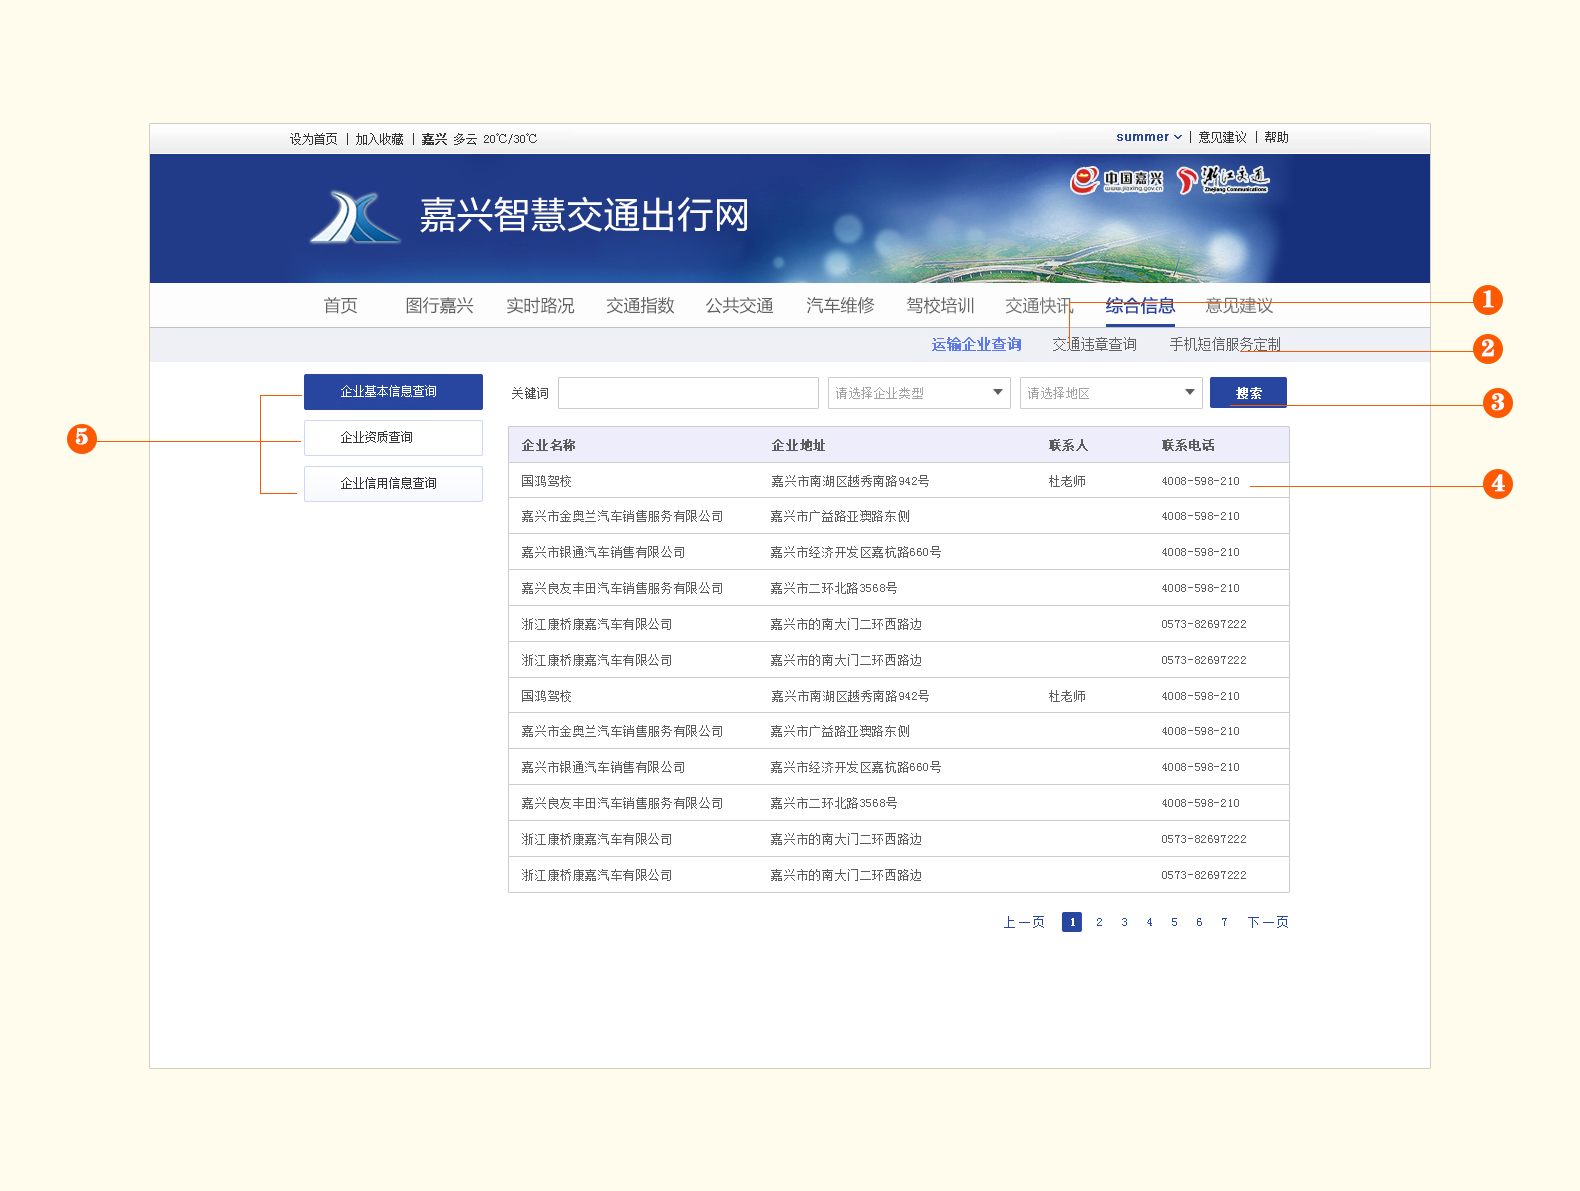 设为首页 | 加入收藏 | 嘉兴 多云 20℃/30℃
summer | 意见建议 | 帮助
中国嘉兴 www.jiaxing.gov.cn 浙江交通 Zhejiang Communications
嘉兴智慧交通出行网
首页 图行嘉兴 实时路况 交通指数 公共交通 汽车维修 驾校培训 交通快讯 综合信息 意见建议
1
运输企业查询 交通违章查询 手机短信服务定制
2
企业基本信息查询
企业资质查询
企业信用信息查询
5
关键词 请选择企业类型 请选择地区 搜索
3
企业名称 企业地址 联系人 联系电话
国鸿驾校 嘉兴市南湖区越秀南路942号 杜老师 4008-598-210
4
嘉兴市金奥兰汽车销售服务有限公司 嘉兴市广益路亚澳路东侧 4008-598-210
嘉兴市银通汽车销售有限公司 嘉兴市经济开发区嘉杭路660号 4008-598-210
嘉兴良友丰田汽车销售服务有限公司 嘉兴市二环北路3568号 4008-598-210
浙江康桥康嘉汽车有限公司 嘉兴市的南大门二环西路边 0573-82697222
浙江康桥康嘉汽车有限公司 嘉兴市的南大门二环西路边 0573-82697222
国鸿驾校 嘉兴市南湖区越秀南路942号 杜老师 4008-598-210
嘉兴市金奥兰汽车销售服务有限公司 嘉兴市广益路亚澳路东侧 4008-598-210
嘉兴市银通汽车销售有限公司 嘉兴市经济开发区嘉杭路660号 4008-598-210
嘉兴良友丰田汽车销售服务有限公司 嘉兴市二环北路3568号 4008-598-210
浙江康桥康嘉汽车有限公司 嘉兴市的南大门二环西路边 0573-82697222
浙江康桥康嘉汽车有限公司 嘉兴市的南大门二环西路边 0573-82697222
上一页 1 2 3 4 5 6 7 下一页